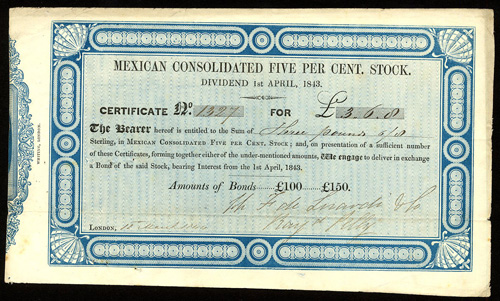 MEXICAN CONSOLIDATED FIVE PER CENT. STOCK.
DIVIDEND 1st APRIL, 1843.
CERTIFICATE No. 1327 FOR £3.6.8
The Bearer hereof is entitled to the Sum of Three pounds 6/8
Sterling, in MEXICAN CONSOLIDATED FIVE PER CENT. STOCK; and, on presentation of a sufficient number
of these Certificates, forming together either of the under-mentioned amounts, We engage to deliver in exchange
a Bond of the said Stock, bearing Interest from the 1st April, 1843.
Amounts of Bonds £100 £150.
& Co
LONDON,